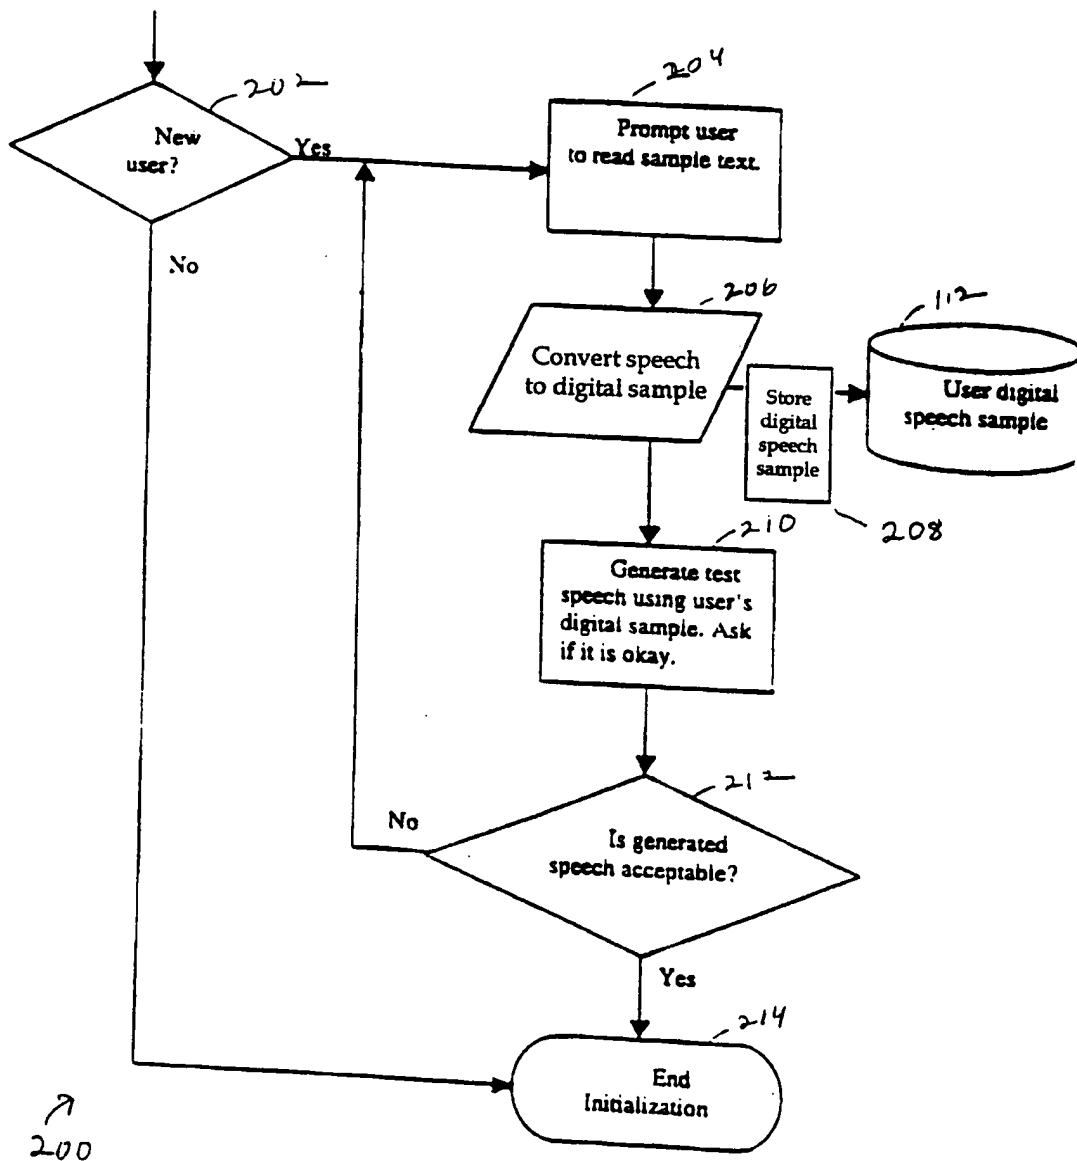 202
New
user?
Yes
No
204
Prompt user
to read sample text.
206
Convert speech
to digital sample
Store
digital
speech
sample
208
112
User digital
speech sample
210
Generate test
speech using user's
digital sample. Ask
if it is okay.
212
Is generated
speech acceptable?
No
Yes
214
End
Initialization
200